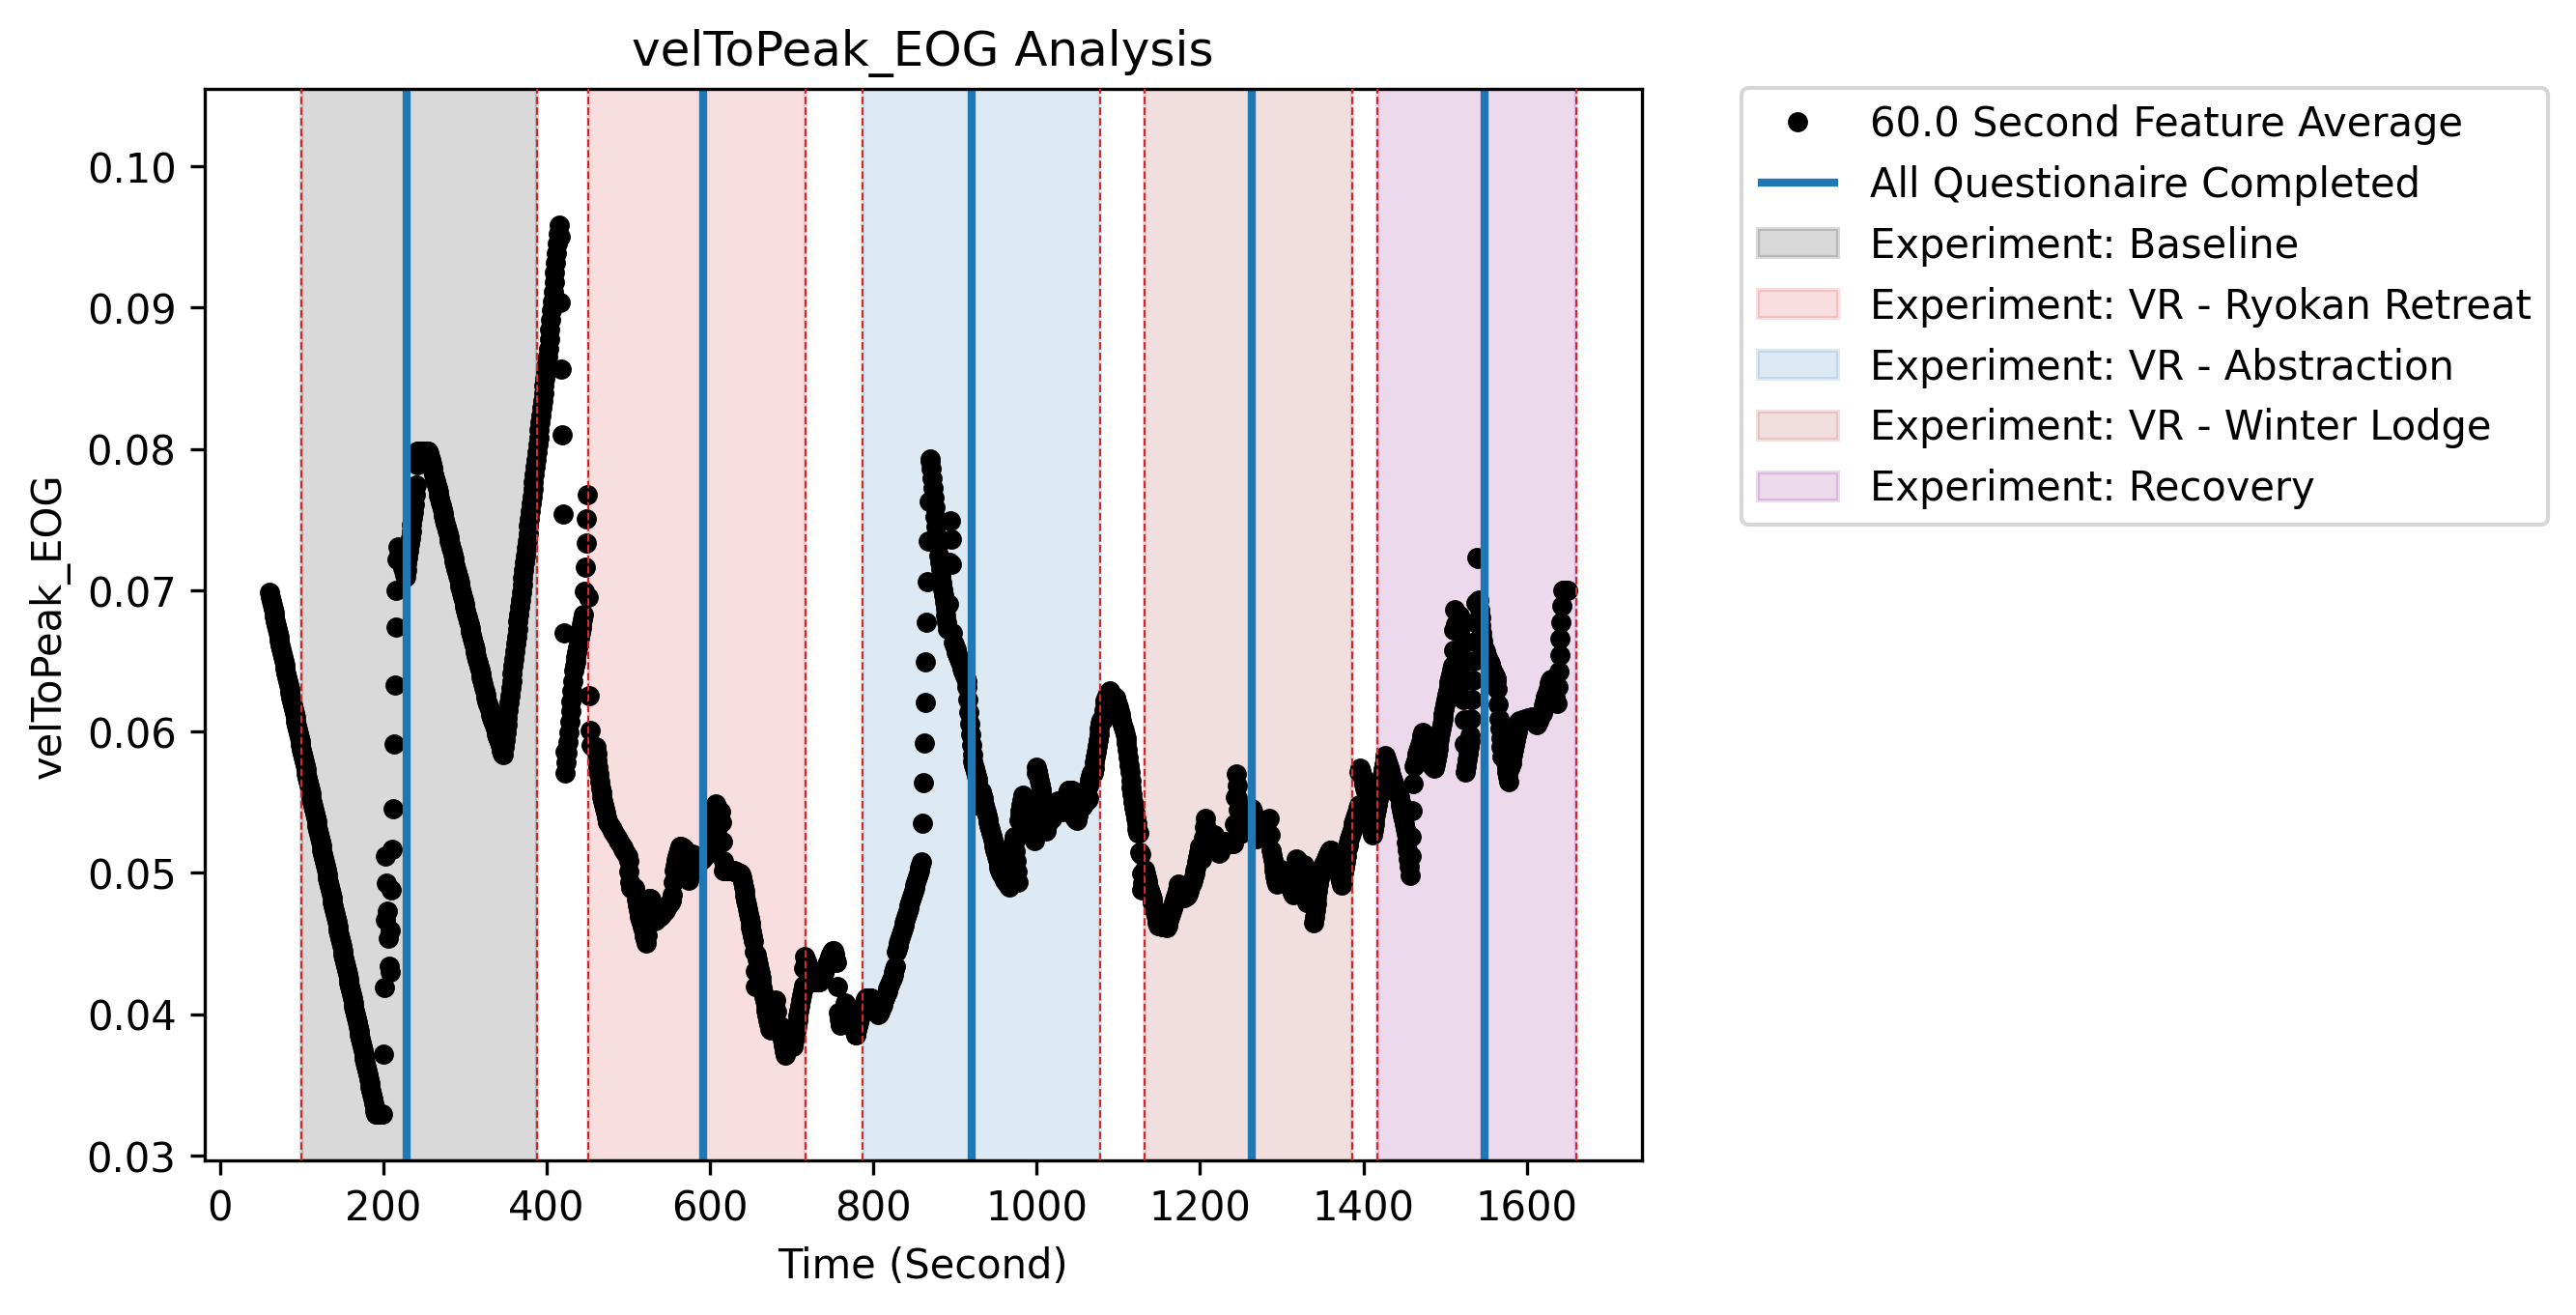 velToPeak_EOG Analysis
velToPeak_EOG
0.10
0.09
0.08
0.07
0.06
0.05
0.04
0.03
0 200 400 600 800 1000 1200 1400 1600
Time (Second)
60.0 Second Feature Average
All Questionaire Completed
Experiment: Baseline
Experiment: VR - Ryokan Retreat
Experiment: VR - Abstraction
Experiment: VR - Winter Lodge
Experiment: Recovery